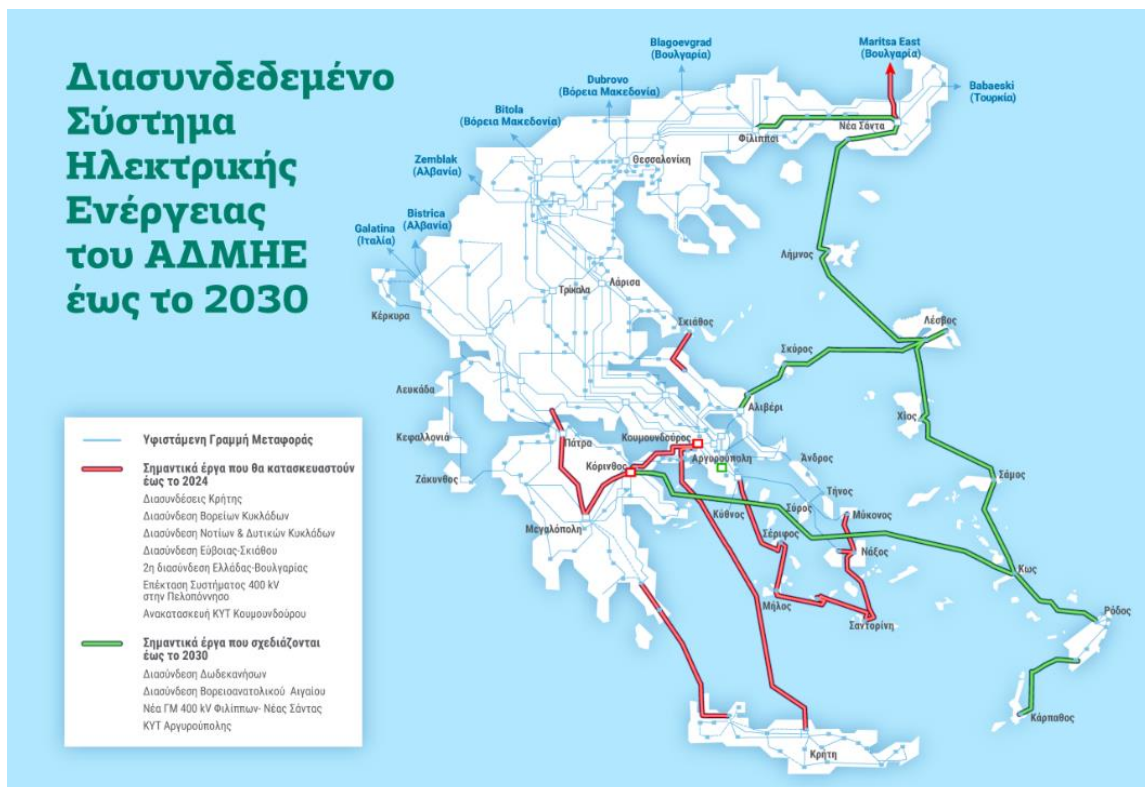 Διασυνδεδεμένο
Σύστημα
Ηλεκτρικής
Ενέργειας
του ΑΔΜΗΕ
έως το 2030
Blagoevgrad
(Βουλγαρία)
Maritsa East
(Βουλγαρία)
Dubrovo
(Βόρεια Μακεδονία)
Babaeski
(Τουρκία)
Bitola
(Βόρεια Μακεδονία)
Zemblak
(Αλβανία)
Bistrica
(Αλβανία)
Galatina
(Ιταλία)
Φίλιπποι
Νέα Σάντα
Θεσσαλονίκη
Λήμνος
Τρίκαλα
Λάρισα
Κέρκυρα
Σκιάθος
Λέσβος
Σκύρος
Λευκάδα
Αλιβέρι
Χίος
Κεφαλλονιά
Πάτρα
Κουμουνδούρος
Αργυρούπολη
Άνδρος
Κόρινθος
Ζάκυνθος
Τήνος
Σάμος
Μεγαλόπολη
Κύθνος
Σύρος
Μύκονος
Σέριφος
Νάξος
Κως
Μήλος
Σαντορίνη
Ρόδος
Κάρπαθος
Κρήτη
Υφιστάμενη Γραμμή Μεταφοράς
Σημαντικά έργα που θα κατασκευαστούν
έως το 2024
Διασυνδέσεις Κρήτης
Διασύνδεση Βορείων Κυκλάδων
Διασύνδεση Νοτίων & Δυτικών Κυκλάδων
Διασύνδεση Εύβοιας-Σκιάθου
2η διασύνδεση Ελλάδας-Βουλγαρίας
Επέκταση Συστήματος 400 kV
στην Πελοπόννησο
Ανακατασκευή ΚΥΤ Κουμουνδούρου
Σημαντικά έργα που σχεδιάζονται
έως το 2030
Διασύνδεση Δωδεκανήσων
Διασύνδεση Βορειοανατολικού Αιγαίου
Νέα ΓΜ 400 kV Φιλίππων- Νέας Σάντας
ΚΥΤ Αργυρούπολης